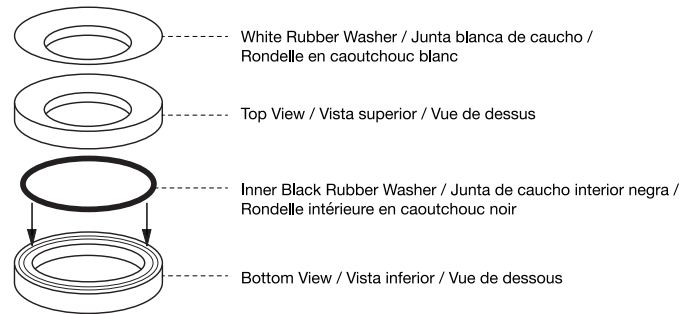 White Rubber Washer / Junta blanca de caucho /
Rondelle en caoutchouc blanc
Top View / Vista superior / Vue de dessus
Inner Black Rubber Washer / Junta de caucho interior negra /
Rondelle intérieure en caoutchouc noir
Bottom View / Vista inferior / Vue de dessous